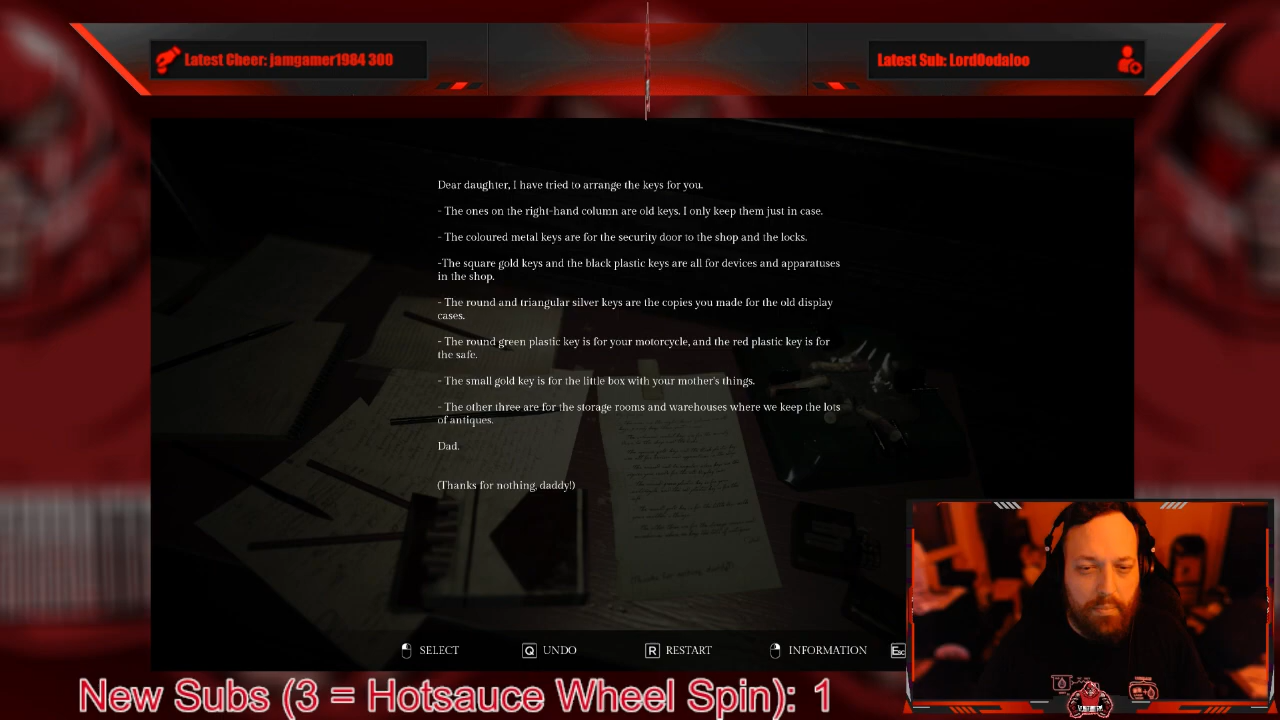 Latest Cheer: jamgamer1984 300
Latest Sub: LordOodaloo
Dear daughter, I have tried to arrange the keys for you.
- The ones on the right-hand column are old keys. I only keep them just in case.
- The coloured metal keys are for the security door to the shop and the locks.
-The square gold keys and the black plastic keys are all for devices and apparatuses
in the shop.
- The round and triangular silver keys are the copies you made for the old display
cases.
- The round green plastic key is for your motorcycle, and the red plastic key is for
the safe.
- The small gold key is for the little box with your mother's things.
- The other three are for the storage rooms and warehouses where we keep the lots
of antiques.
Dad.
(Thanks for nothing, daddy!)
SELECT
Q UNDO
R RESTART
INFORMATION
New Subs (3 = Hotsauce Wheel Spin): 1